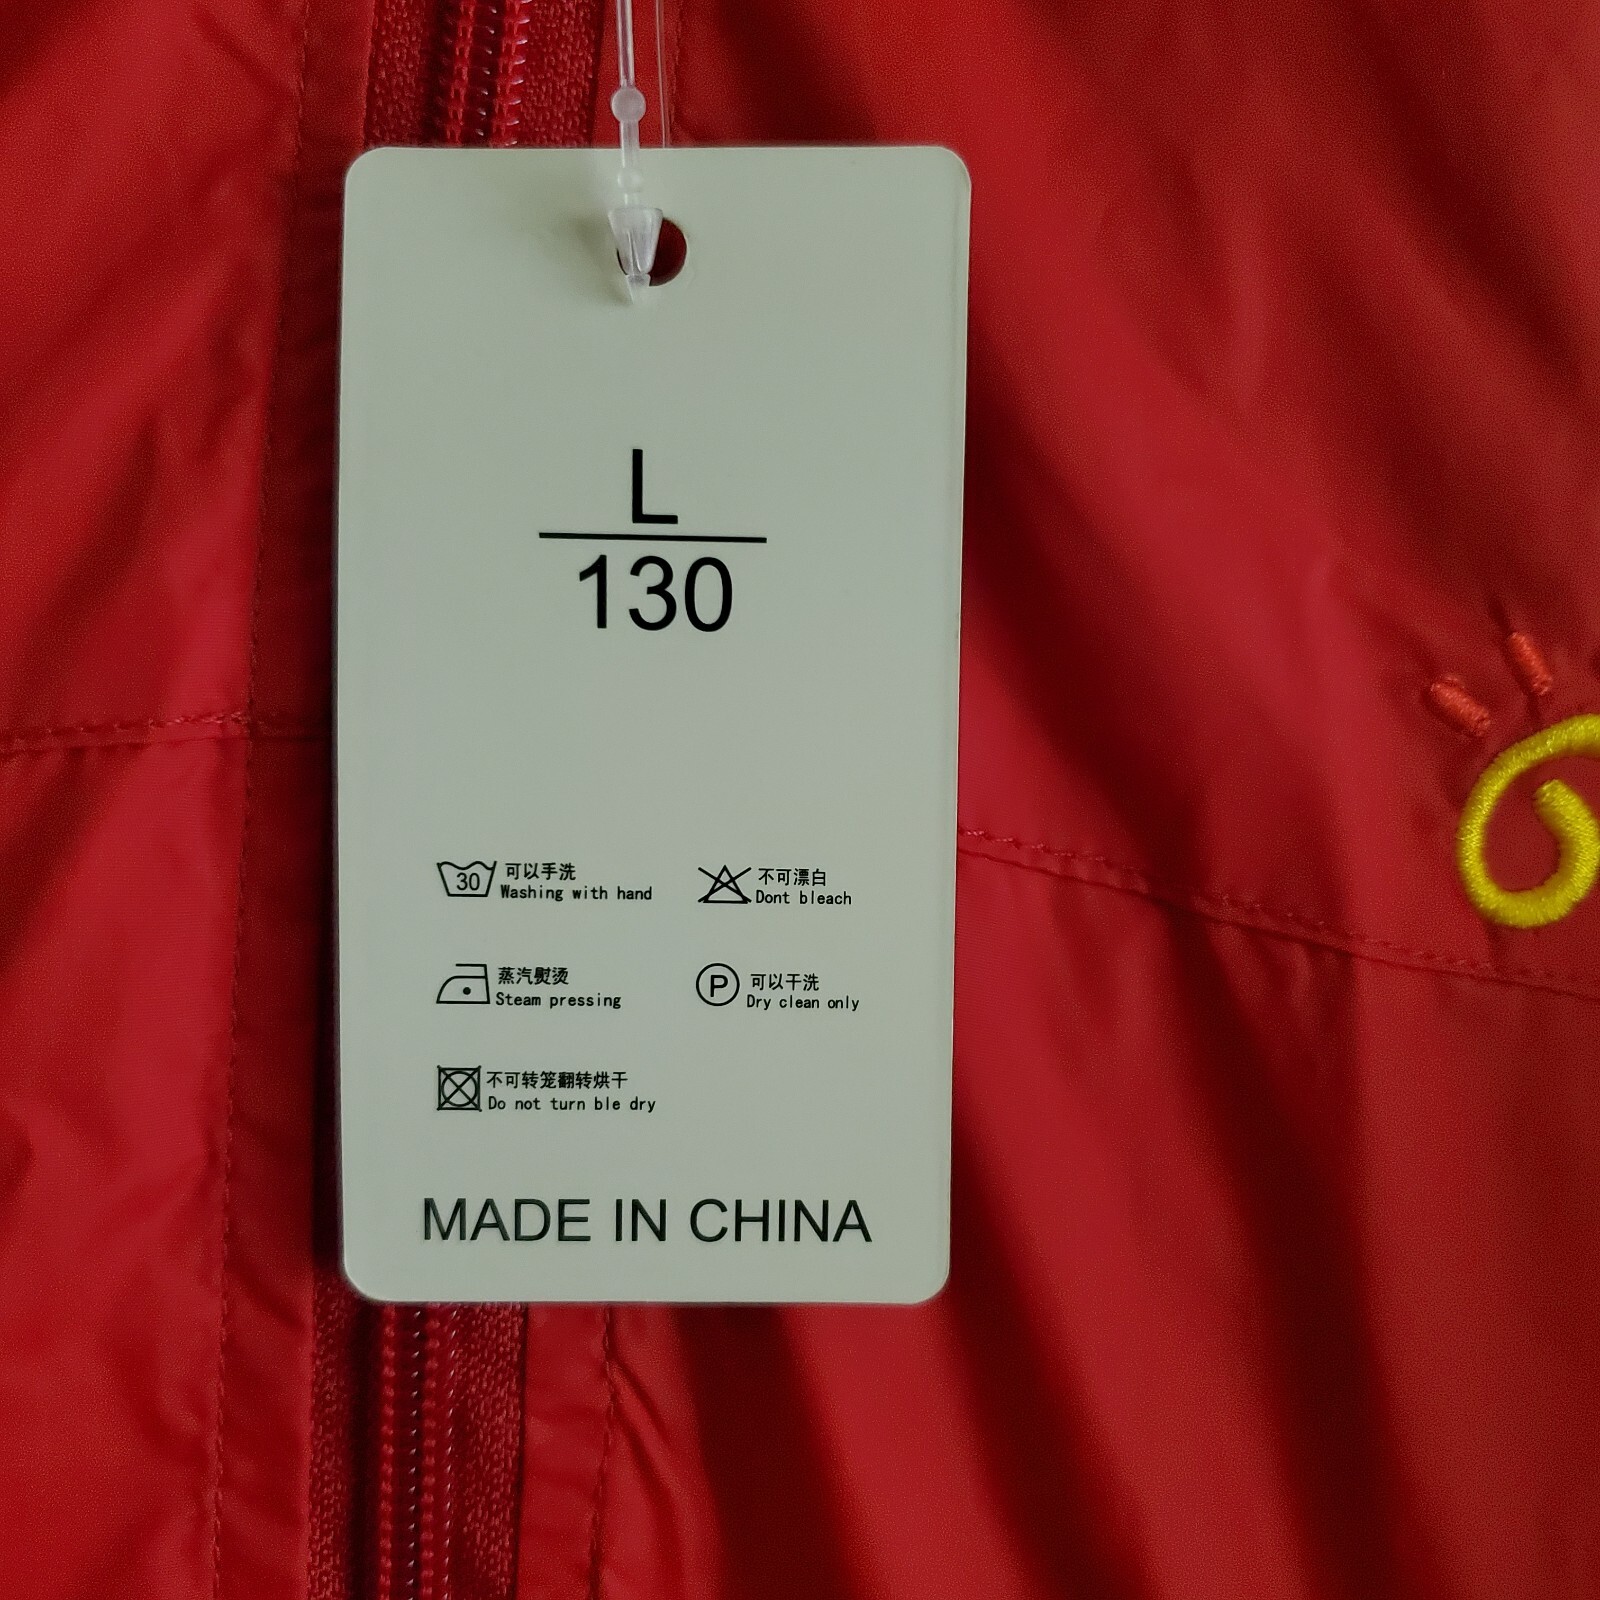 L
130
30 可以手洗
Washing with hand
不可漂白
Dont bleach
蒸汽熨烫
Steam pressing
P 可以干洗
Dry clean only
不可转笼翻转烘干
Do not turn ble dry
MADE IN CHINA